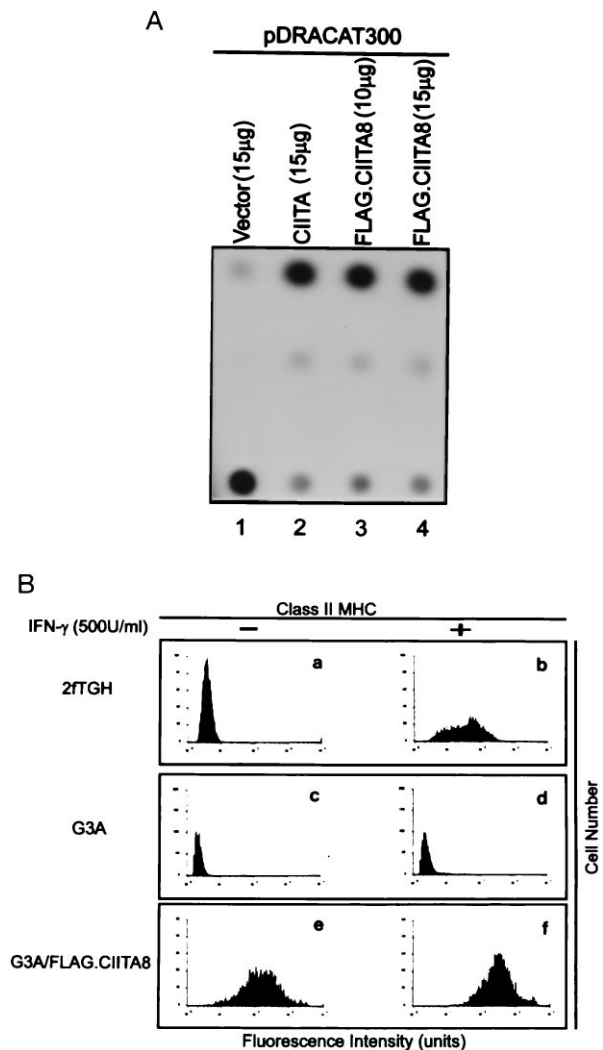 A
pDRACAT300
Vector (15µg)
CIITA (15µg)
FLAG.CIITA8 (10µg)
FLAG.CIITA8 (15µg)
1 2 3 4
B
Class II MHC
IFN-γ (500U/ml) − +
2fTGH
a b
G3A
c d
G3A/FLAG.CIITA8
e f
Cell Number
Fluorescence Intensity (units)